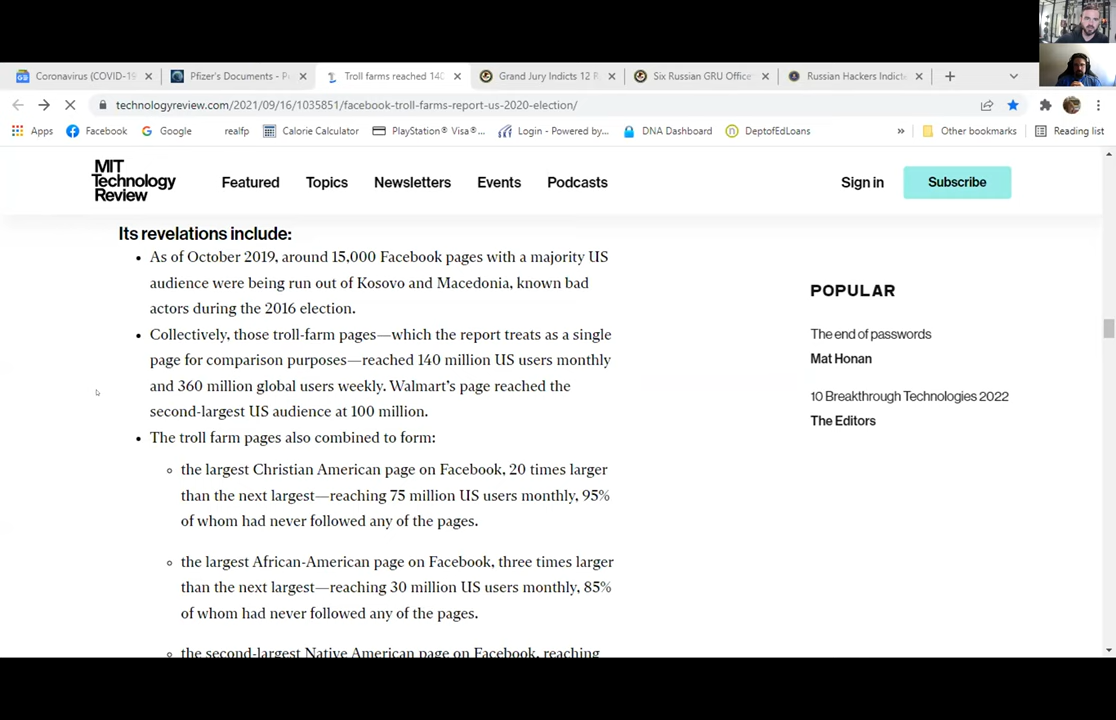 Coronavirus (COVID-19
Pfizer's Documents - P
Troll farms reached 140
Grand Jury Indicts 12 R
Six Russian GRU Office
Russian Hackers Indict
technologyreview.com/2021/09/16/1035851/facebook-troll-farms-report-us-2020-election/
Apps
Facebook
Google
realfp
Calorie Calculator
PlayStation® Visa®...
Login - Powered by...
DNA Dashboard
DeptofEdLoans
»
Other bookmarks
Reading list
MIT
Technology
Review
Featured
Topics
Newsletters
Events
Podcasts
Sign in
Subscribe
Its revelations include:
• As of October 2019, around 15,000 Facebook pages with a majority US
audience were being run out of Kosovo and Macedonia, known bad
actors during the 2016 election.
• Collectively, those troll-farm pages—which the report treats as a single
page for comparison purposes—reached 140 million US users monthly
and 360 million global users weekly. Walmart's page reached the
second-largest US audience at 100 million.
• The troll farm pages also combined to form:
◦ the largest Christian American page on Facebook, 20 times larger
than the next largest—reaching 75 million US users monthly, 95%
of whom had never followed any of the pages.
◦ the largest African-American page on Facebook, three times larger
than the next largest—reaching 30 million US users monthly, 85%
of whom had never followed any of the pages.
◦ the second-largest Native American page on Facebook, reaching
POPULAR
The end of passwords
Mat Honan
10 Breakthrough Technologies 2022
The Editors